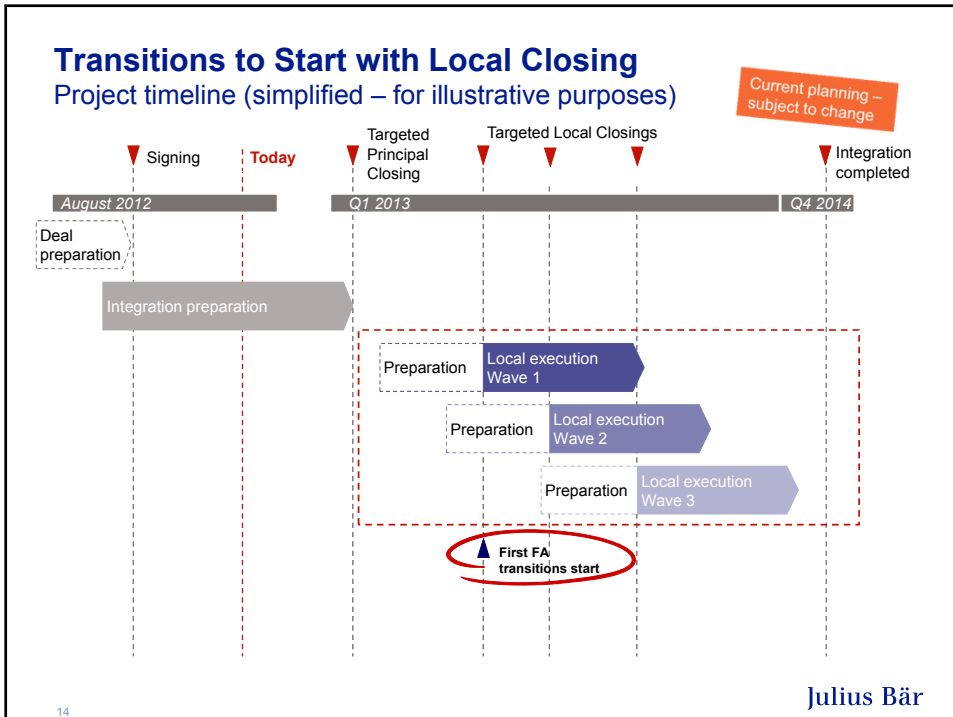 Transitions to Start with Local Closing
Project timeline (simplified – for illustrative purposes)
Current planning –
subject to change
Signing
Today
Targeted
Principal
Closing
Targeted Local Closings
Integration
completed
August 2012
Q1 2013
Q4 2014
Deal
preparation
Integration preparation
Preparation
Local execution
Wave 1
Preparation
Local execution
Wave 2
Preparation
Local execution
Wave 3
First FA
transitions start
14
Julius Bär